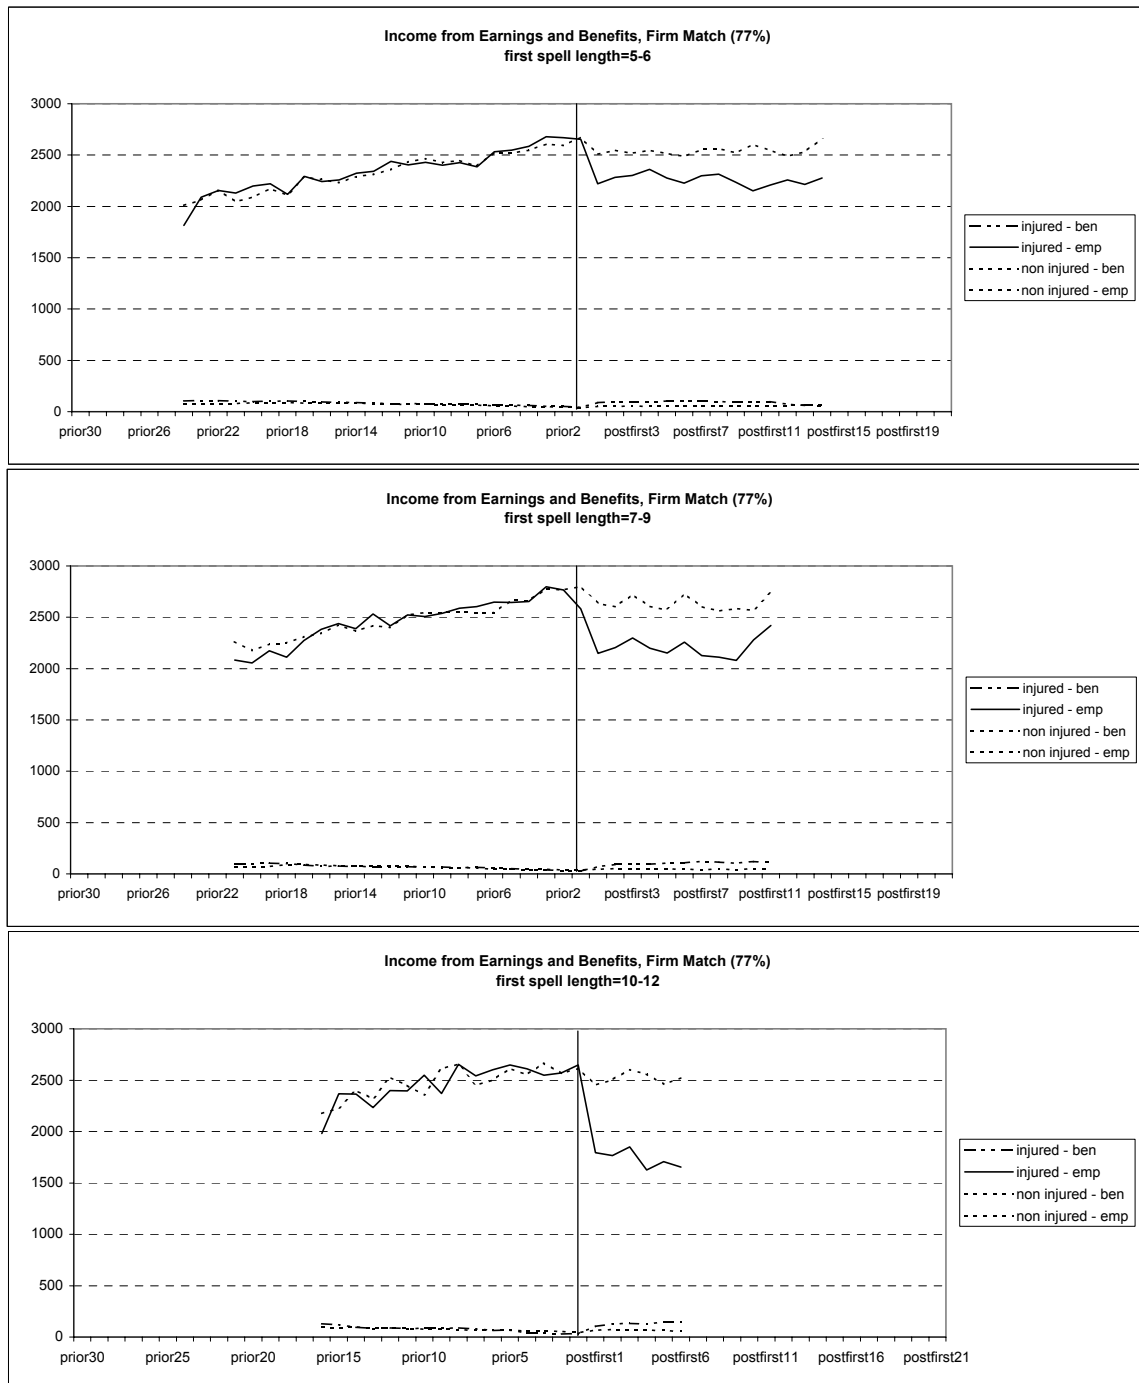 Income from Earnings and Benefits, Firm Match (77%)
first spell length=5-6
3000
2500
2000
1500
1000
500
0
prior30 prior26 prior22 prior18 prior14 prior10 prior6 prior2 postfirst3 postfirst7 postfirst11 postfirst15 postfirst19
injured - ben
injured - emp
non injured - ben
non injured - emp
Income from Earnings and Benefits, Firm Match (77%)
first spell length=7-9
3000
2500
2000
1500
1000
500
0
prior30 prior26 prior22 prior18 prior14 prior10 prior6 prior2 postfirst3 postfirst7 postfirst11 postfirst15 postfirst19
injured - ben
injured - emp
non injured - ben
non injured - emp
Income from Earnings and Benefits, Firm Match (77%)
first spell length=10-12
3000
2500
2000
1500
1000
500
0
prior30 prior25 prior20 prior15 prior10 prior5 postfirst1 postfirst6 postfirst11 postfirst16 postfirst21
injured - ben
injured - emp
non injured - ben
non injured - emp